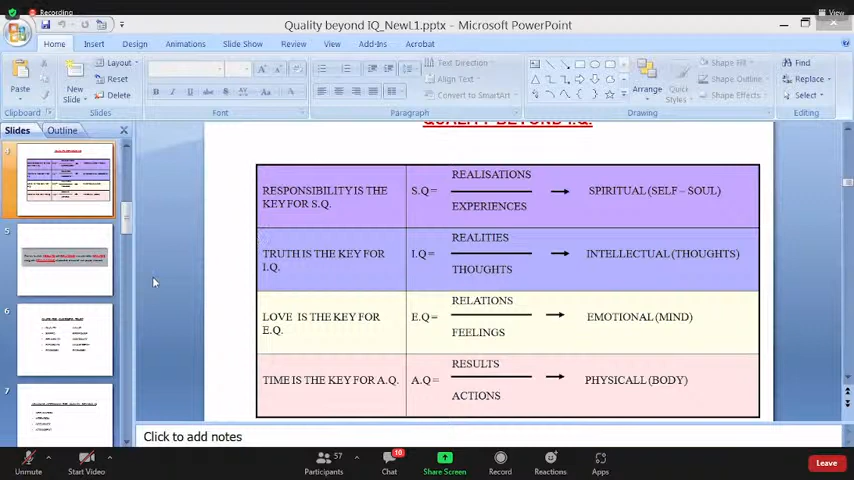 Recording
View
Quality beyond IQ_NewL1.pptx - Microsoft PowerPoint
Home Insert Design Animations Slide Show Review View Add-Ins Acrobat
Paste
Clipboard
New Slide
Layout
Reset
Delete
Slides
Font
Text Direction
Align Text
Convert to SmartArt
Paragraph
Arrange
Quick Styles
Shape Fill
Shape Outline
Shape Effects
Drawing
Find
Replace
Select
Editing
Slides Outline
4
5
6
7
QUALITY BEYOND I.Q.
RESPONSIBILITY IS THE KEY FOR S.Q.
S.Q=
REALISATIONS
EXPERIENCES
SPIRITUAL (SELF – SOUL)
TRUTH IS THE KEY FOR I.Q.
I.Q=
REALITIES
THOUGHTS
INTELLECTUAL (THOUGHTS)
LOVE IS THE KEY FOR E.Q.
E.Q=
RELATIONS
FEELINGS
EMOTIONAL (MIND)
TIME IS THE KEY FOR A.Q.
A.Q=
RESULTS
ACTIONS
PHYSICALL (BODY)
Click to add notes
Unmute
Start Video
57
Participants
10
Chat
Share Screen
Record
Reactions
Apps
Leave